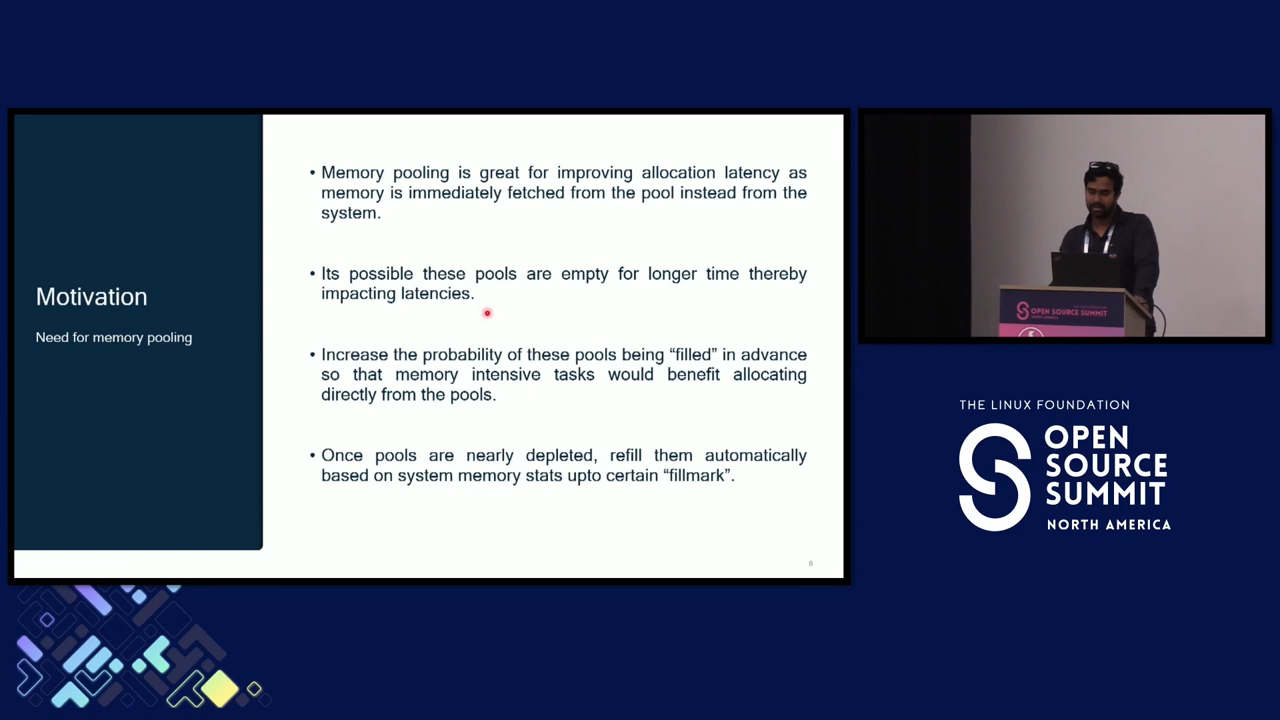 Motivation
Need for memory pooling
• Memory pooling is great for improving allocation latency as
memory is immediately fetched from the pool instead from the
system.
• Its possible these pools are empty for longer time thereby
impacting latencies.
• Increase the probability of these pools being “filled” in advance
so that memory intensive tasks would benefit allocating
directly from the pools.
• Once pools are nearly depleted, refill them automatically
based on system memory stats upto certain “fillmark”.
8
OPEN SOURCE SUMMIT
THE LINUX FOUNDATION
OPEN
SOURCE
SUMMIT
NORTH AMERICA